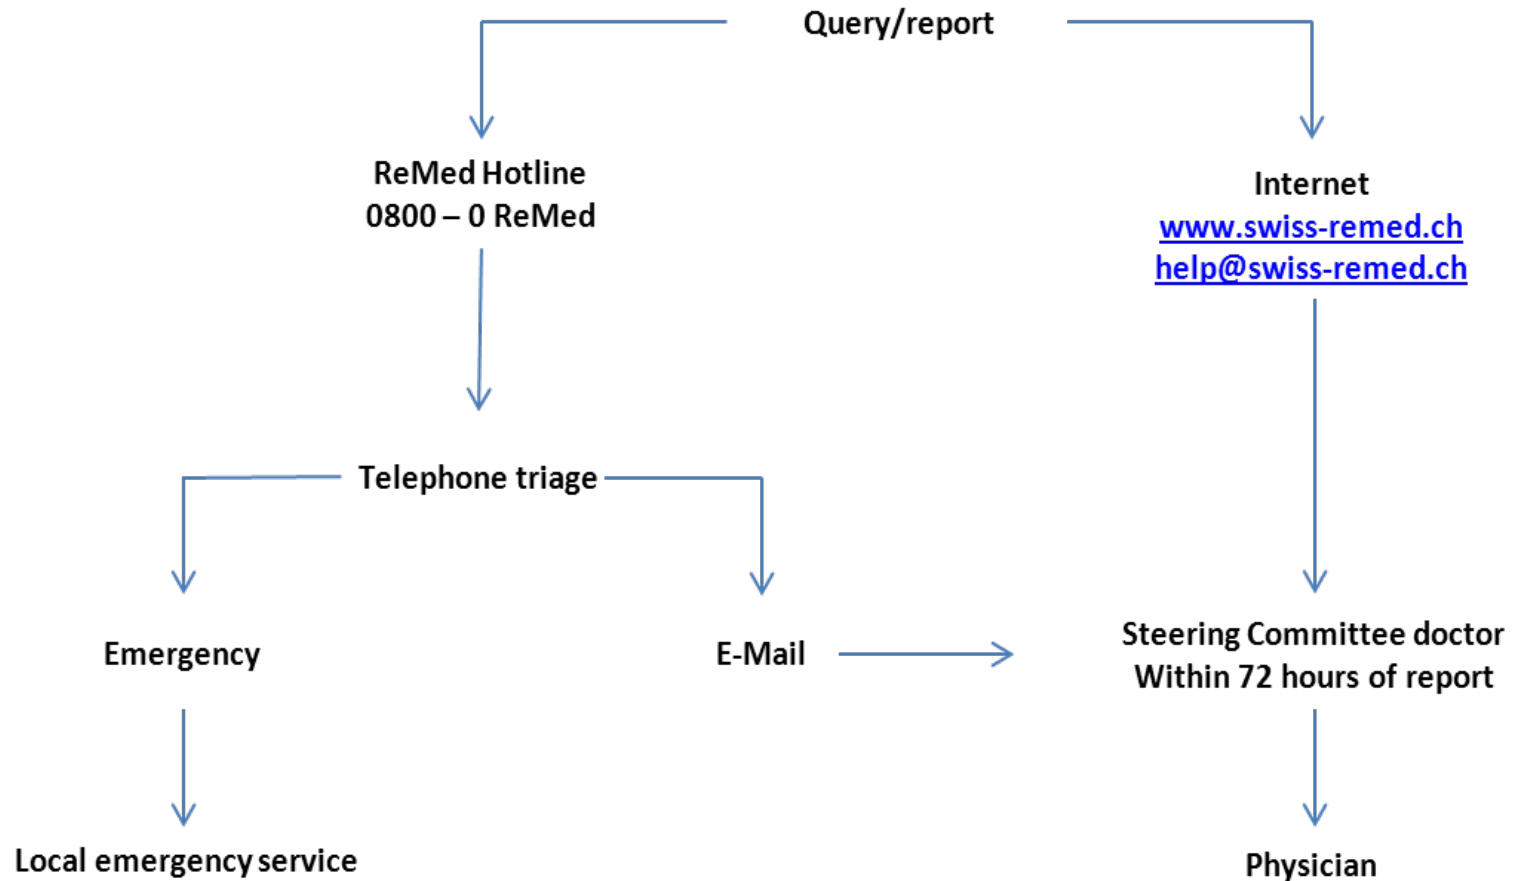 Query/report
ReMed Hotline
0800 – 0 ReMed
Internet
www.swiss-remed.ch
help@swiss-remed.ch
Telephone triage
Emergency
E-Mail
Steering Committee doctor
Within 72 hours of report
Local emergency service
Physician